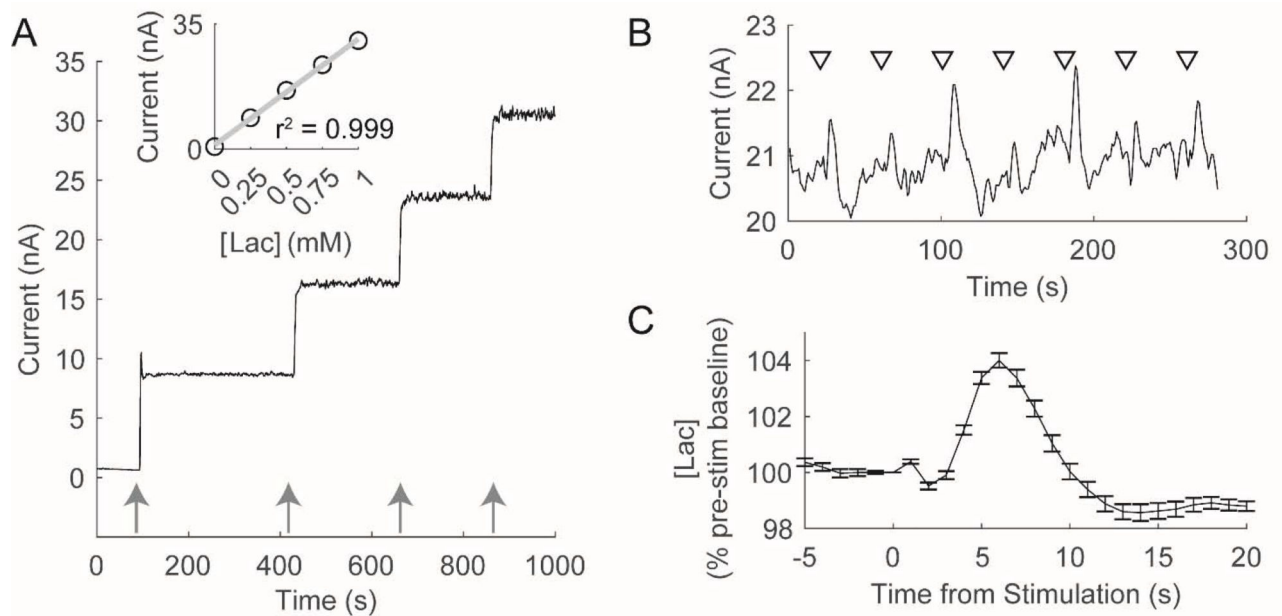 A
Current (nA)
35
30
25
20
15
10
5
0
0 200 400 600 800 1000
Time (s)
Current (nA)
35
0
r² = 0.999
0 0.25 0.5 0.75 1
[Lac] (mM)
B
Current (nA)
23
22
21
20
0 100 200 300
Time (s)
C
[Lac]
(% pre-stim baseline)
104
102
100
98
-5 0 5 10 15 20
Time from Stimulation (s)